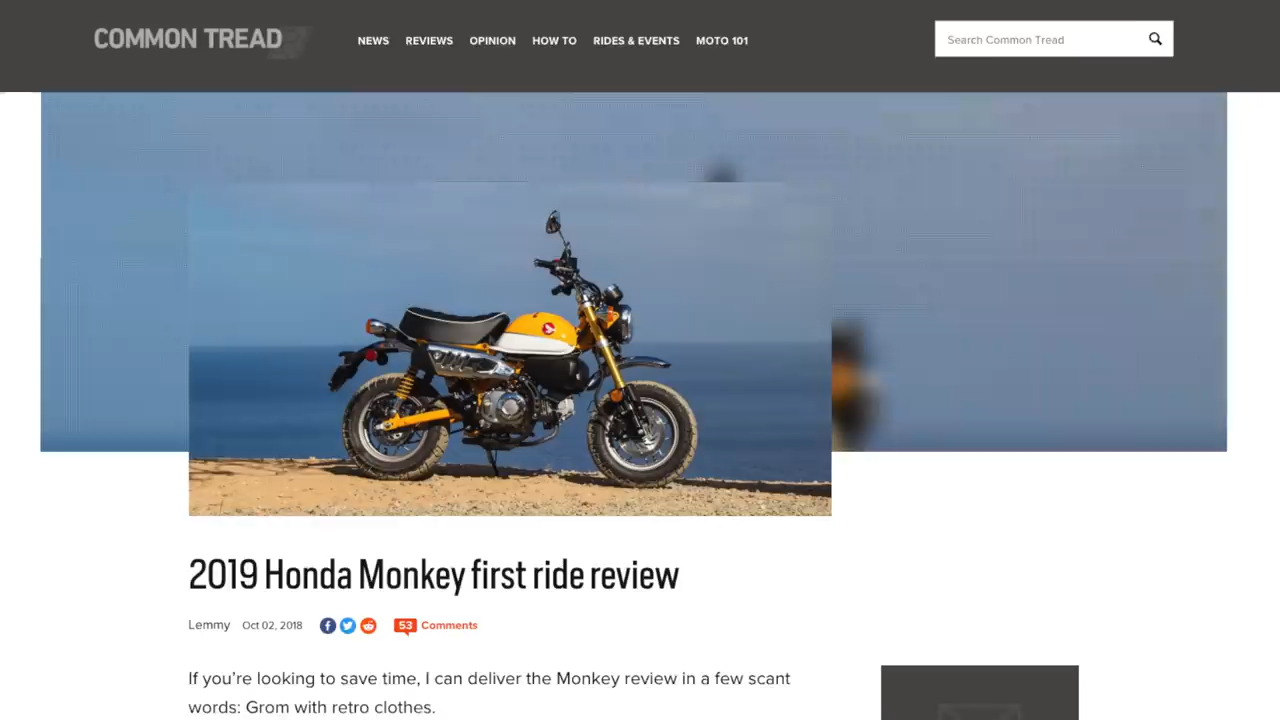 COMMON TREAD
NEWS REVIEWS OPINION HOW TO RIDES & EVENTS MOTO 101
Search Common Tread
2019 Honda Monkey first ride review
Lemmy Oct 02, 2018 53 Comments
If you're looking to save time, I can deliver the Monkey review in a few scant
words: Grom with retro clothes.